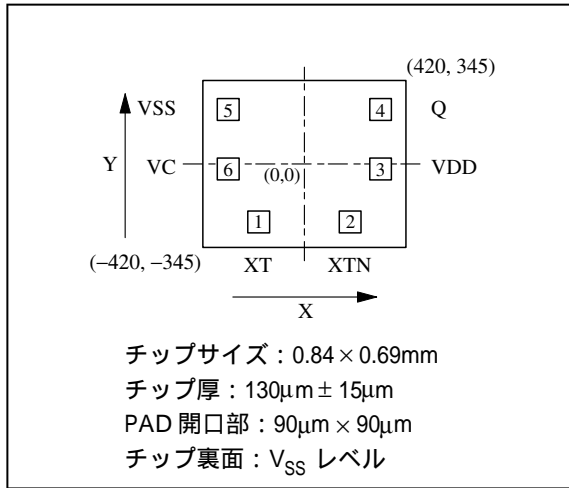 (420, 345)
VSS 5 4 Q
Y VC 6 (0,0) 3 VDD
1 2
(−420, −345) XT XTN
X
チップサイズ：0.84 × 0.69mm
チップ厚：130μm ± 15μm
PAD 開口部：90μm × 90μm
チップ裏面：VSS レベル